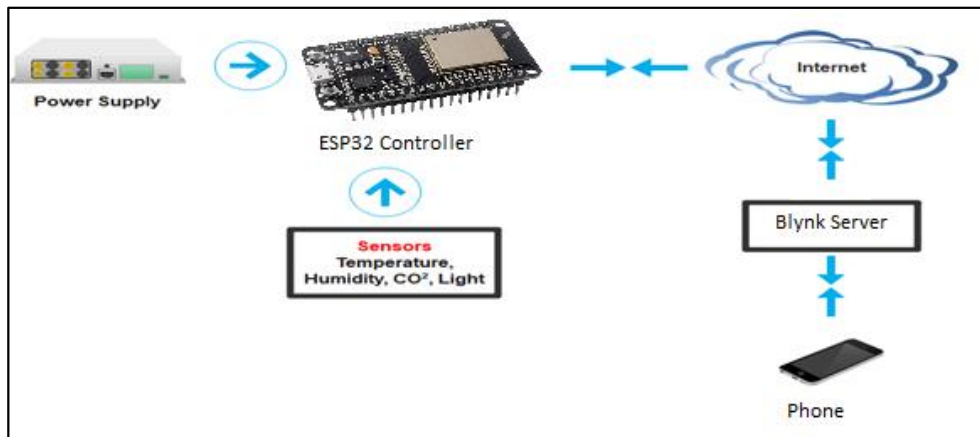 Power Supply
ESP32 Controller
Internet
Sensors
Temperature,
Humidity, CO², Light
Blynk Server
Phone